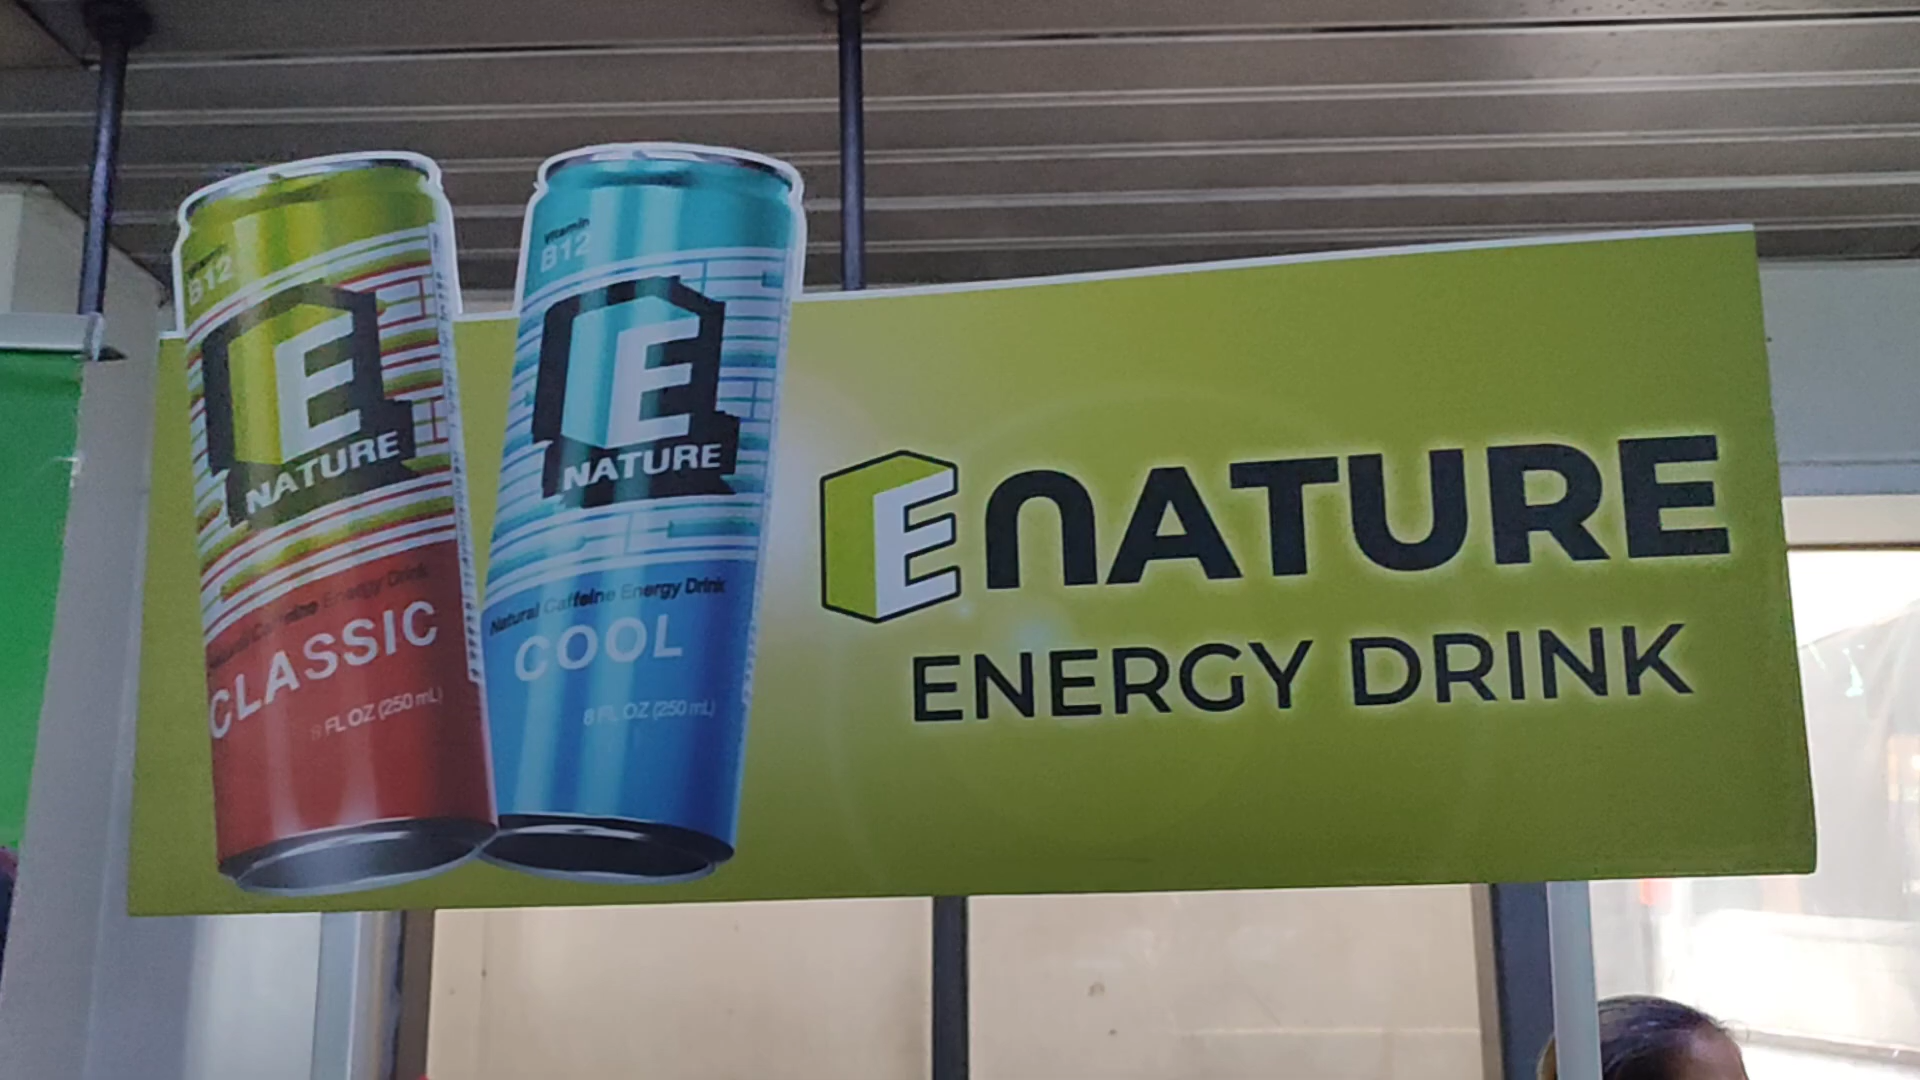 Vitamin
B12
E
NATURE
Natural Caffeine Energy Drink
CLASSIC
8 FL OZ (250 mL)
Vitamin
B12
E
NATURE
Natural Caffeine Energy Drink
COOL
8 FL OZ (250 mL)
ENATURE
ENERGY DRINK